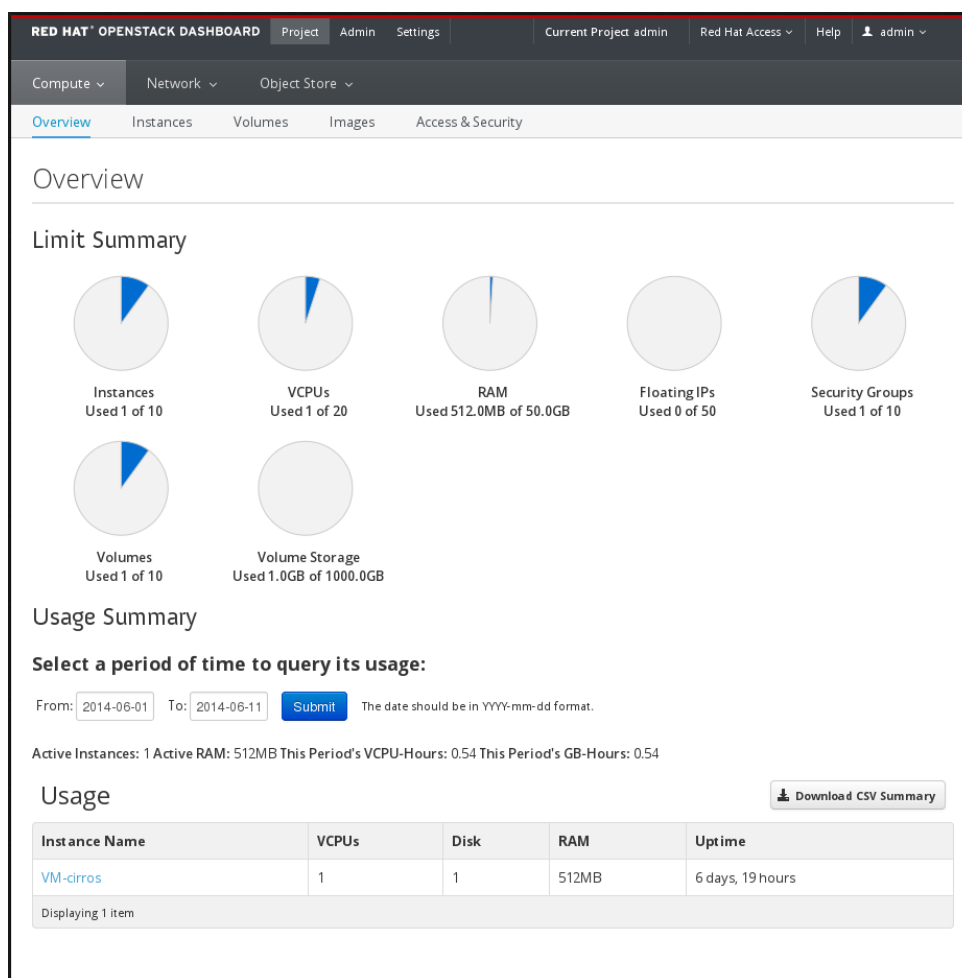 RED HAT® OPENSTACK DASHBOARD Project Admin Settings Current Project admin Red Hat Access Help admin
Compute Network Object Store
Overview Instances Volumes Images Access & Security
Overview
Limit Summary
Instances VCPUs RAM Floating IPs Security Groups
Used 1 of 10 Used 1 of 20 Used 512.0MB of 50.0GB Used 0 of 50 Used 1 of 10
Volumes Volume Storage
Used 1 of 10 Used 1.0GB of 1000.0GB
Usage Summary
Select a period of time to query its usage:
From: 2014-06-01 To: 2014-06-11 Submit The date should be in YYYY-mm-dd format.
Active Instances: 1 Active RAM: 512MB This Period's VCPU-Hours: 0.54 This Period's GB-Hours: 0.54
Usage Download CSV Summary
Instance Name VCPUs Disk RAM Uptime
VM-cirros 1 1 512MB 6 days, 19 hours
Displaying 1 item